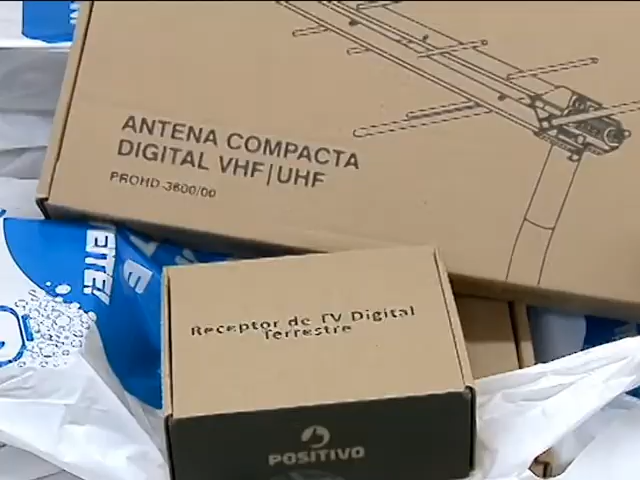 ANTENA COMPACTA
DIGITAL VHF|UHF
PROHD-3600/00
Receptor de TV Digital
Terrestre
POSITIVO